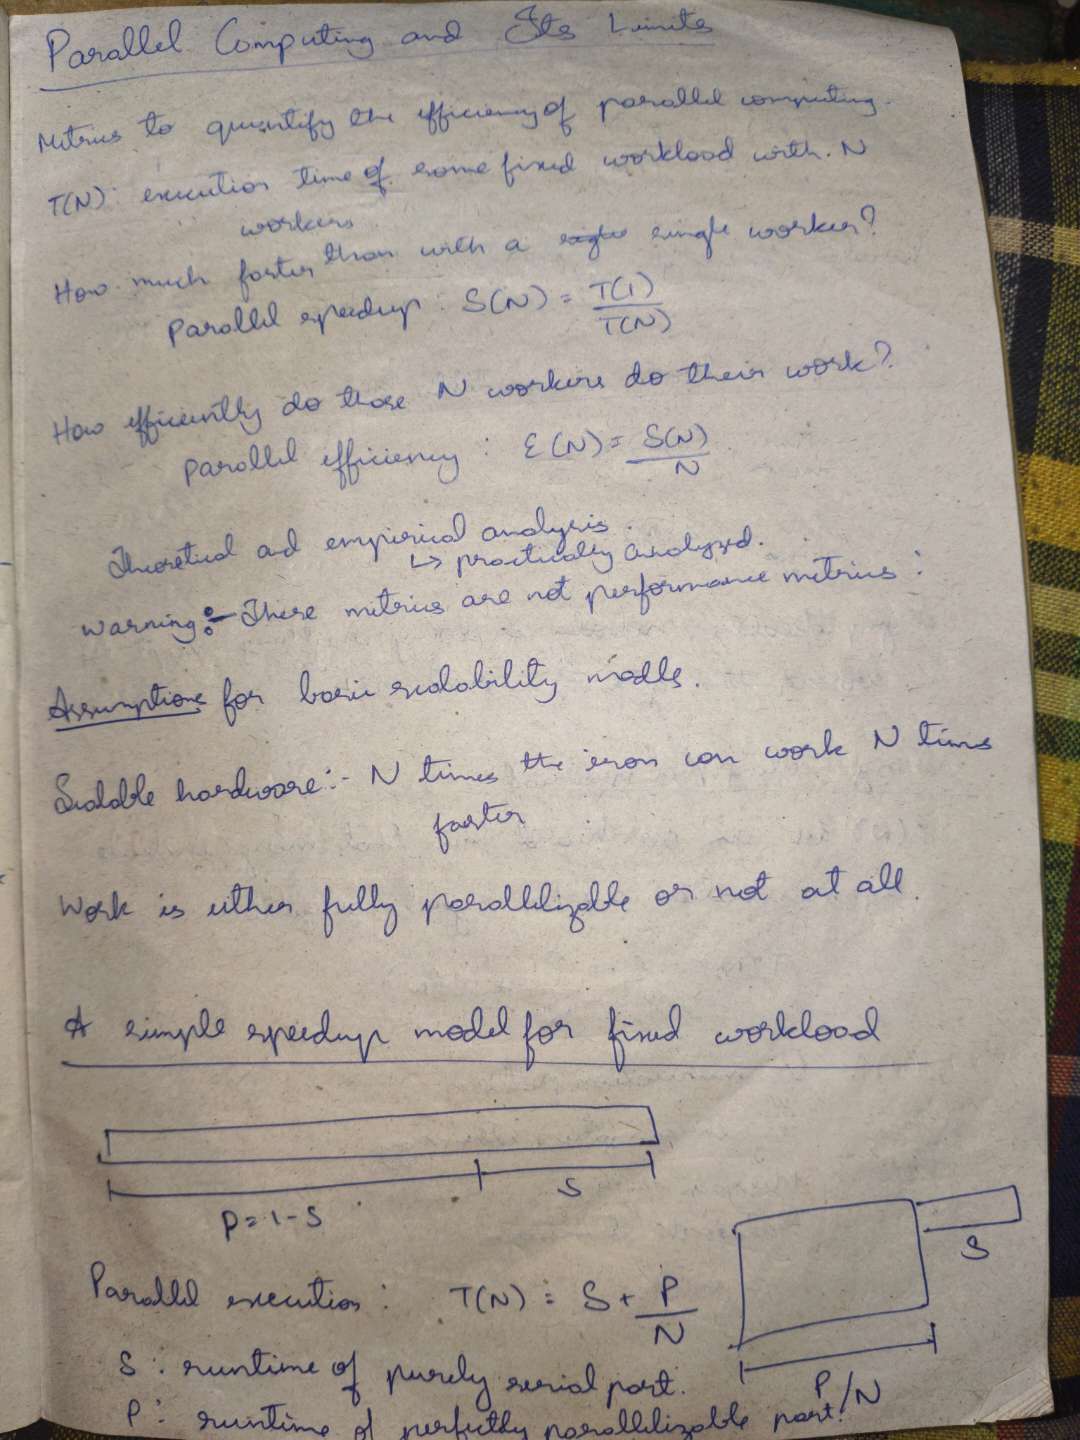 Parallel Computing and Its Limits
Metrics to quantify the efficiency of parallel computing.
T(N): execution time of some fixed workload with. N
workers
How much faster than with a single worker?
Parallel speedup: S(N) = T(1)/T(N)
How efficiently do those N workers do their work?
Parallel efficiency: ε(N) = S(N)/N
Theoretical and empirical analysis.
↳ practically analyzed.
Warning:- These metrics are not performance metrics:
Assumptions for basic scalability models.
Scalable hardware:- N times the iron can work N times
faster
Work is either fully parallelizable or not at all.
A simple speedup model for fixed workload
S
P=1-S
S
Parallel execution: T(N) = S+P/N
P/N
S: runtime of purely serial part.
P: runtime of perfectly parallelizable part.